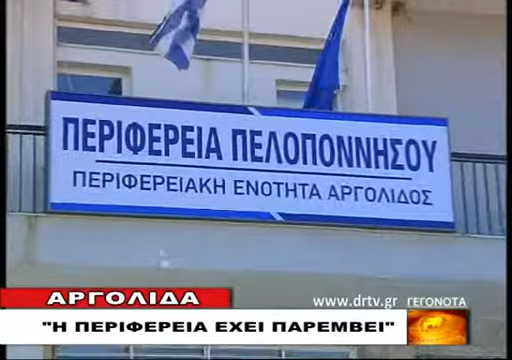 ΠΕΡΙΦΕΡΕΙΑ ΠΕΛΟΠΟΝΝΗΣΟΥ
ΠΕΡΙΦΕΡΕΙΑΚΗ ΕΝΟΤΗΤΑ ΑΡΓΟΛΙΔΟΣ
ΑΡΓΟΛΙΔΑ
www.drtv.gr ΓΕΓΟΝΟΤΑ
"Η ΠΕΡΙΦΕΡΕΙΑ ΕΧΕΙ ΠΑΡΕΜΒΕΙ"